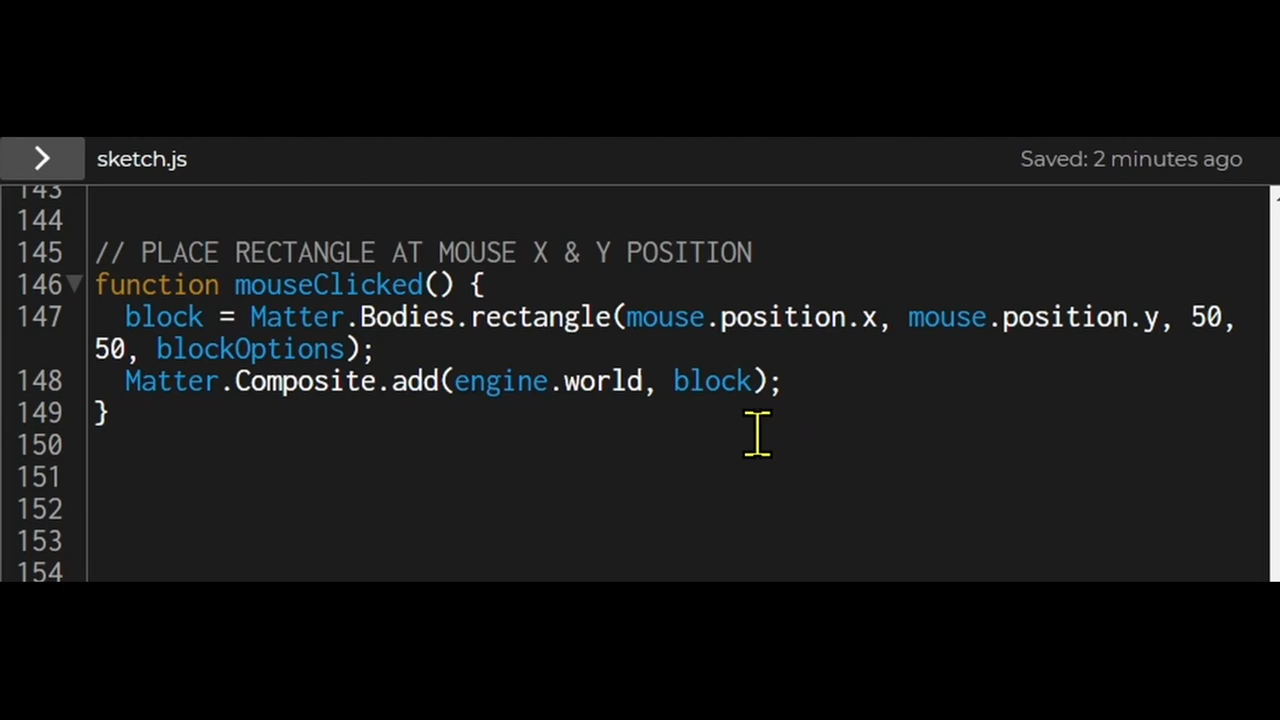 sketch.js
Saved: 2 minutes ago
143
144
145 // PLACE RECTANGLE AT MOUSE X & Y POSITION
146 function mouseClicked() {
147 block = Matter.Bodies.rectangle(mouse.position.x, mouse.position.y, 50,
50, blockOptions);
148 Matter.Composite.add(engine.world, block);
149 }
150
151
152
153
154